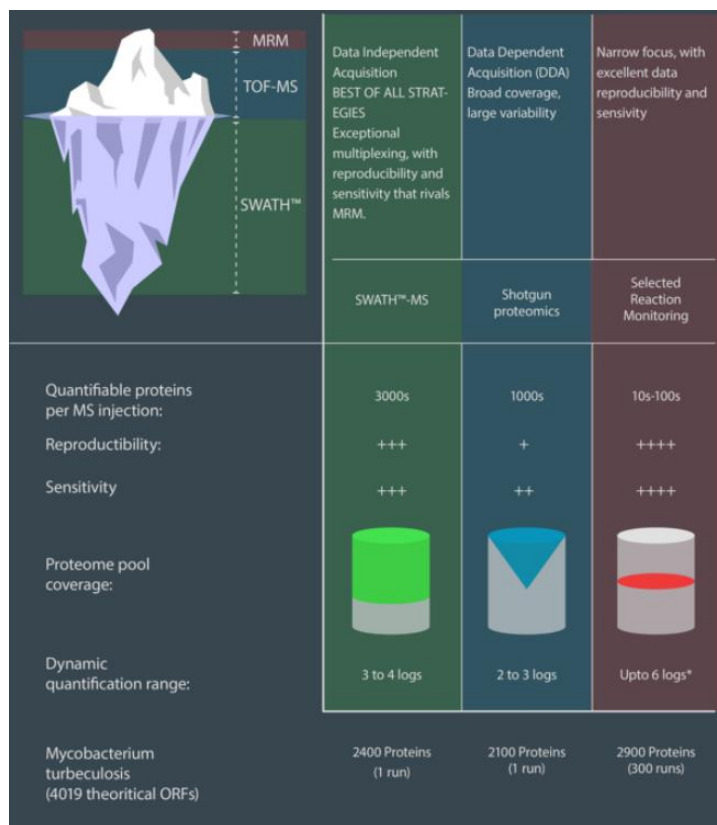 MRM
TOF-MS
SWATH™
Data Independent
Acquisition
BEST OF ALL STRAT-
EGIES
Exceptional
multiplexing, with
reproducibility and
sensitivity that rivals
MRM.
Data Dependent
Acquisition (DDA)
Broad coverage,
large variability
Narrow focus, with
excellent data
reproducibility and
sensivity
SWATH™-MS
Shotgun
proteomics
Selected
Reaction
Monitoring
Quantifiable proteins
per MS injection:
3000s
1000s
10s-100s
Reproductibility:
+++
+
++++
Sensitivity
+++
++
++++
Proteome pool
coverage:
Dynamic
quantification range:
3 to 4 logs
2 to 3 logs
Upto 6 logs*
Mycobacterium
turbeculosis
(4019 theoritical ORFs)
2400 Proteins
(1 run)
2100 Proteins
(1 run)
2900 Proteins
(300 runs)